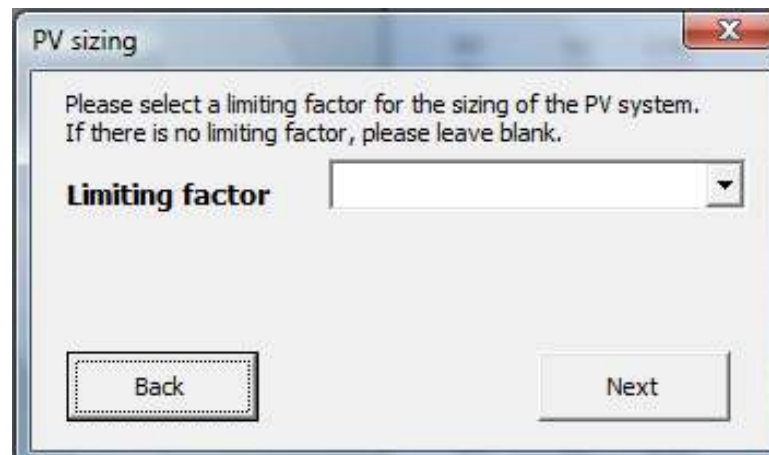 PV sizing
Please select a limiting factor for the sizing of the PV system.
If there is no limiting factor, please leave blank.
Limiting factor
Back
Next